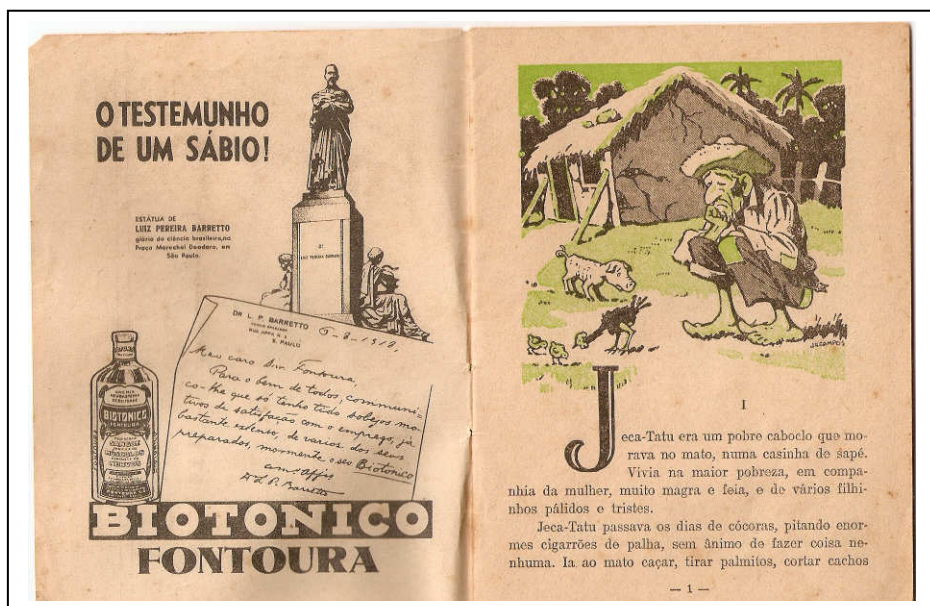 O TESTEMUNHO
DE UM SÁBIO!
ESTÁTUA DE
LUIZ PEREIRA BARRETTO
glória da ciência brasileira, na
Praça Marechal Deodoro, em
São Paulo.
DR L. P. BARRETTO
S. PAULO
Meu caro Snr. Fontoura,
Para o bem de todos, communi-
co-lhe que só tenho tido sobejos mo-
tivos de satisfação com o emprego, já
bastante extenso, de varios dos seus
preparados, mormente o seu Biotonico
Barretto
BIOTONICO
FONTOURA
SANGUE
MUSCULOS
NERVOS
BIOTONICO
FONTOURA
J.U.CAMPOS
I
Jeca-Tatu era um pobre caboclo que mo-
rava no mato, numa casinha de sapé.
Vivia na maior pobreza, em compa-
nhia da mulher, muito magra e feia, e de vários filhi-
nhos pálidos e tristes.
Jeca-Tatu passava os dias de cócoras, pitando enor-
mes cigarrões de palha, sem ânimo de fazer coisa ne-
nhuma. Ia ao mato caçar, tirar palmitos, cortar cachos
— 1 —